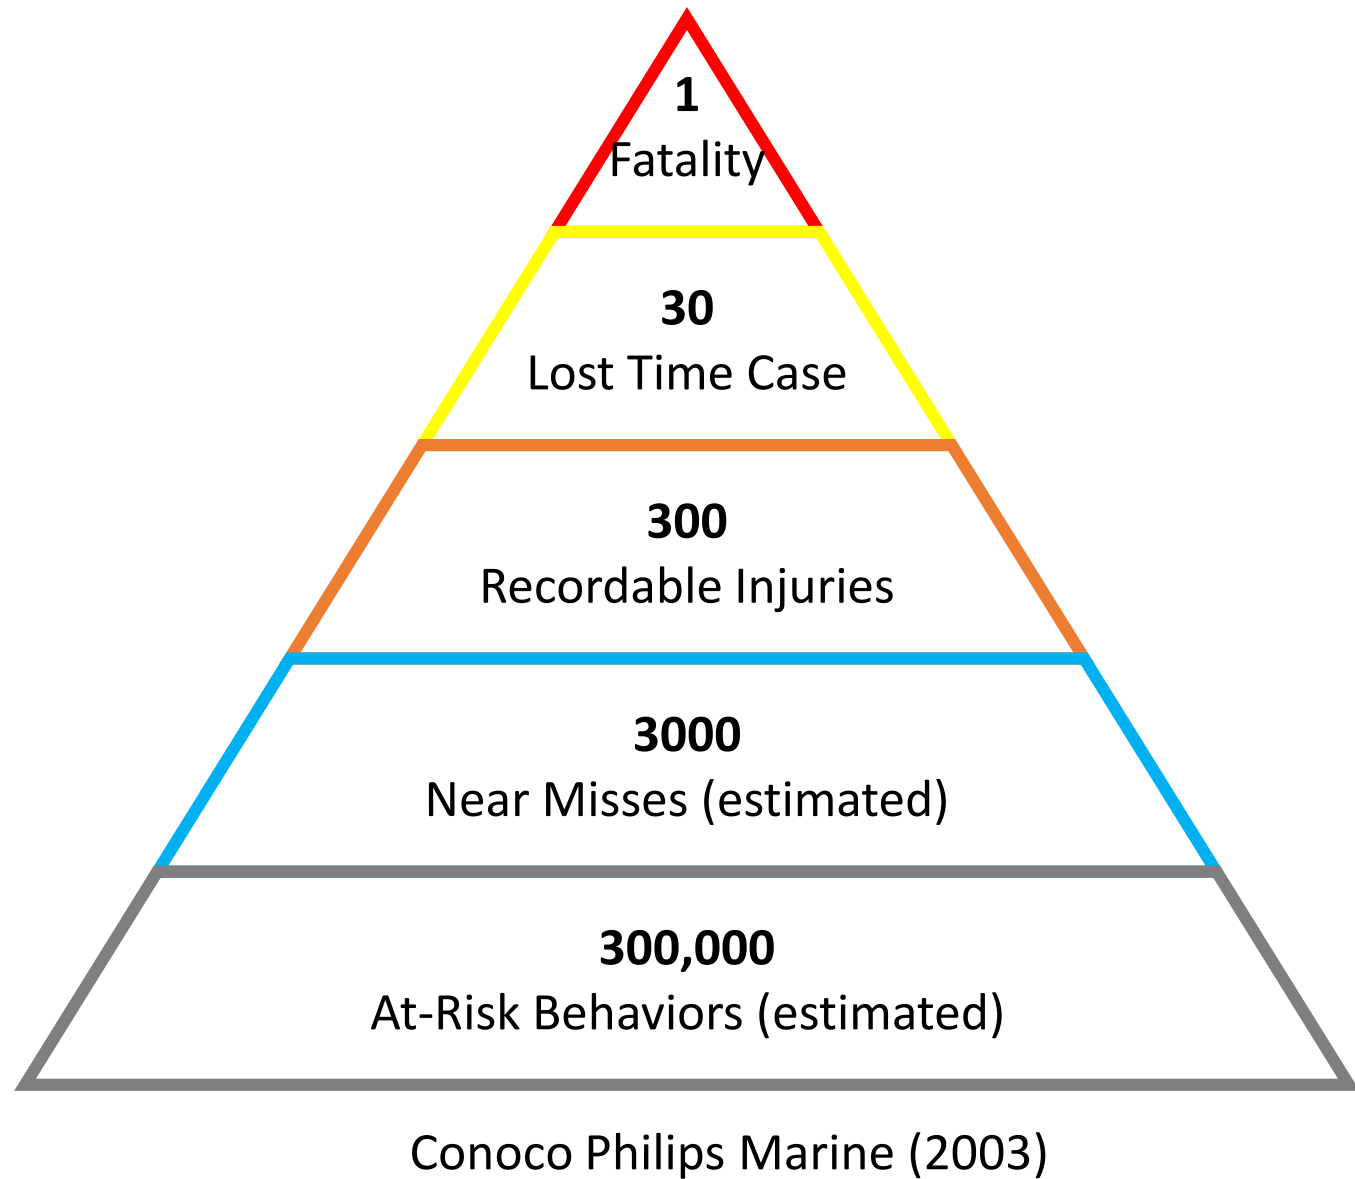 1
Fatality
30
Lost Time Case
300
Recordable Injuries
3000
Near Misses (estimated)
300,000
At-Risk Behaviors (estimated)
Conoco Philips Marine (2003)